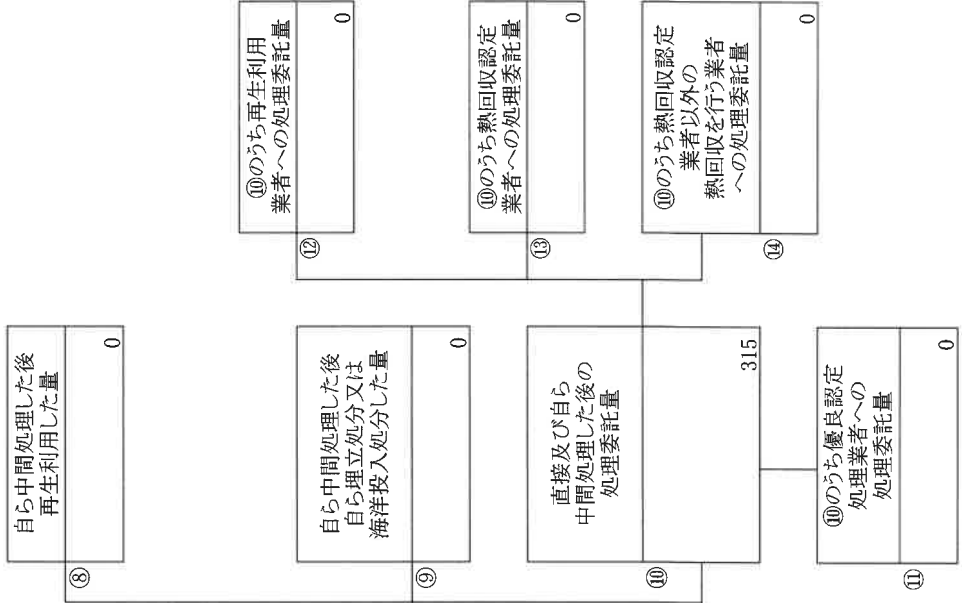 自ら中間処理した後
再生利用した量
⑧
0
自ら中間処理した後
自ら埋立処分又は
海洋投入処分した量
⑨
0
直接及び自ら
中間処理した後の
処理委託量
⑩
315
⑩のうち優良認定
処理業者への
処理委託量
⑪
0
⑩のうち再生利用
業者への処理委託量
⑫
0
⑩のうち熱回収認定
業者への処理委託量
⑬
0
⑩のうち熱回収認定
業者以外の
熱回収を行う業者
への処理委託量
⑭
0